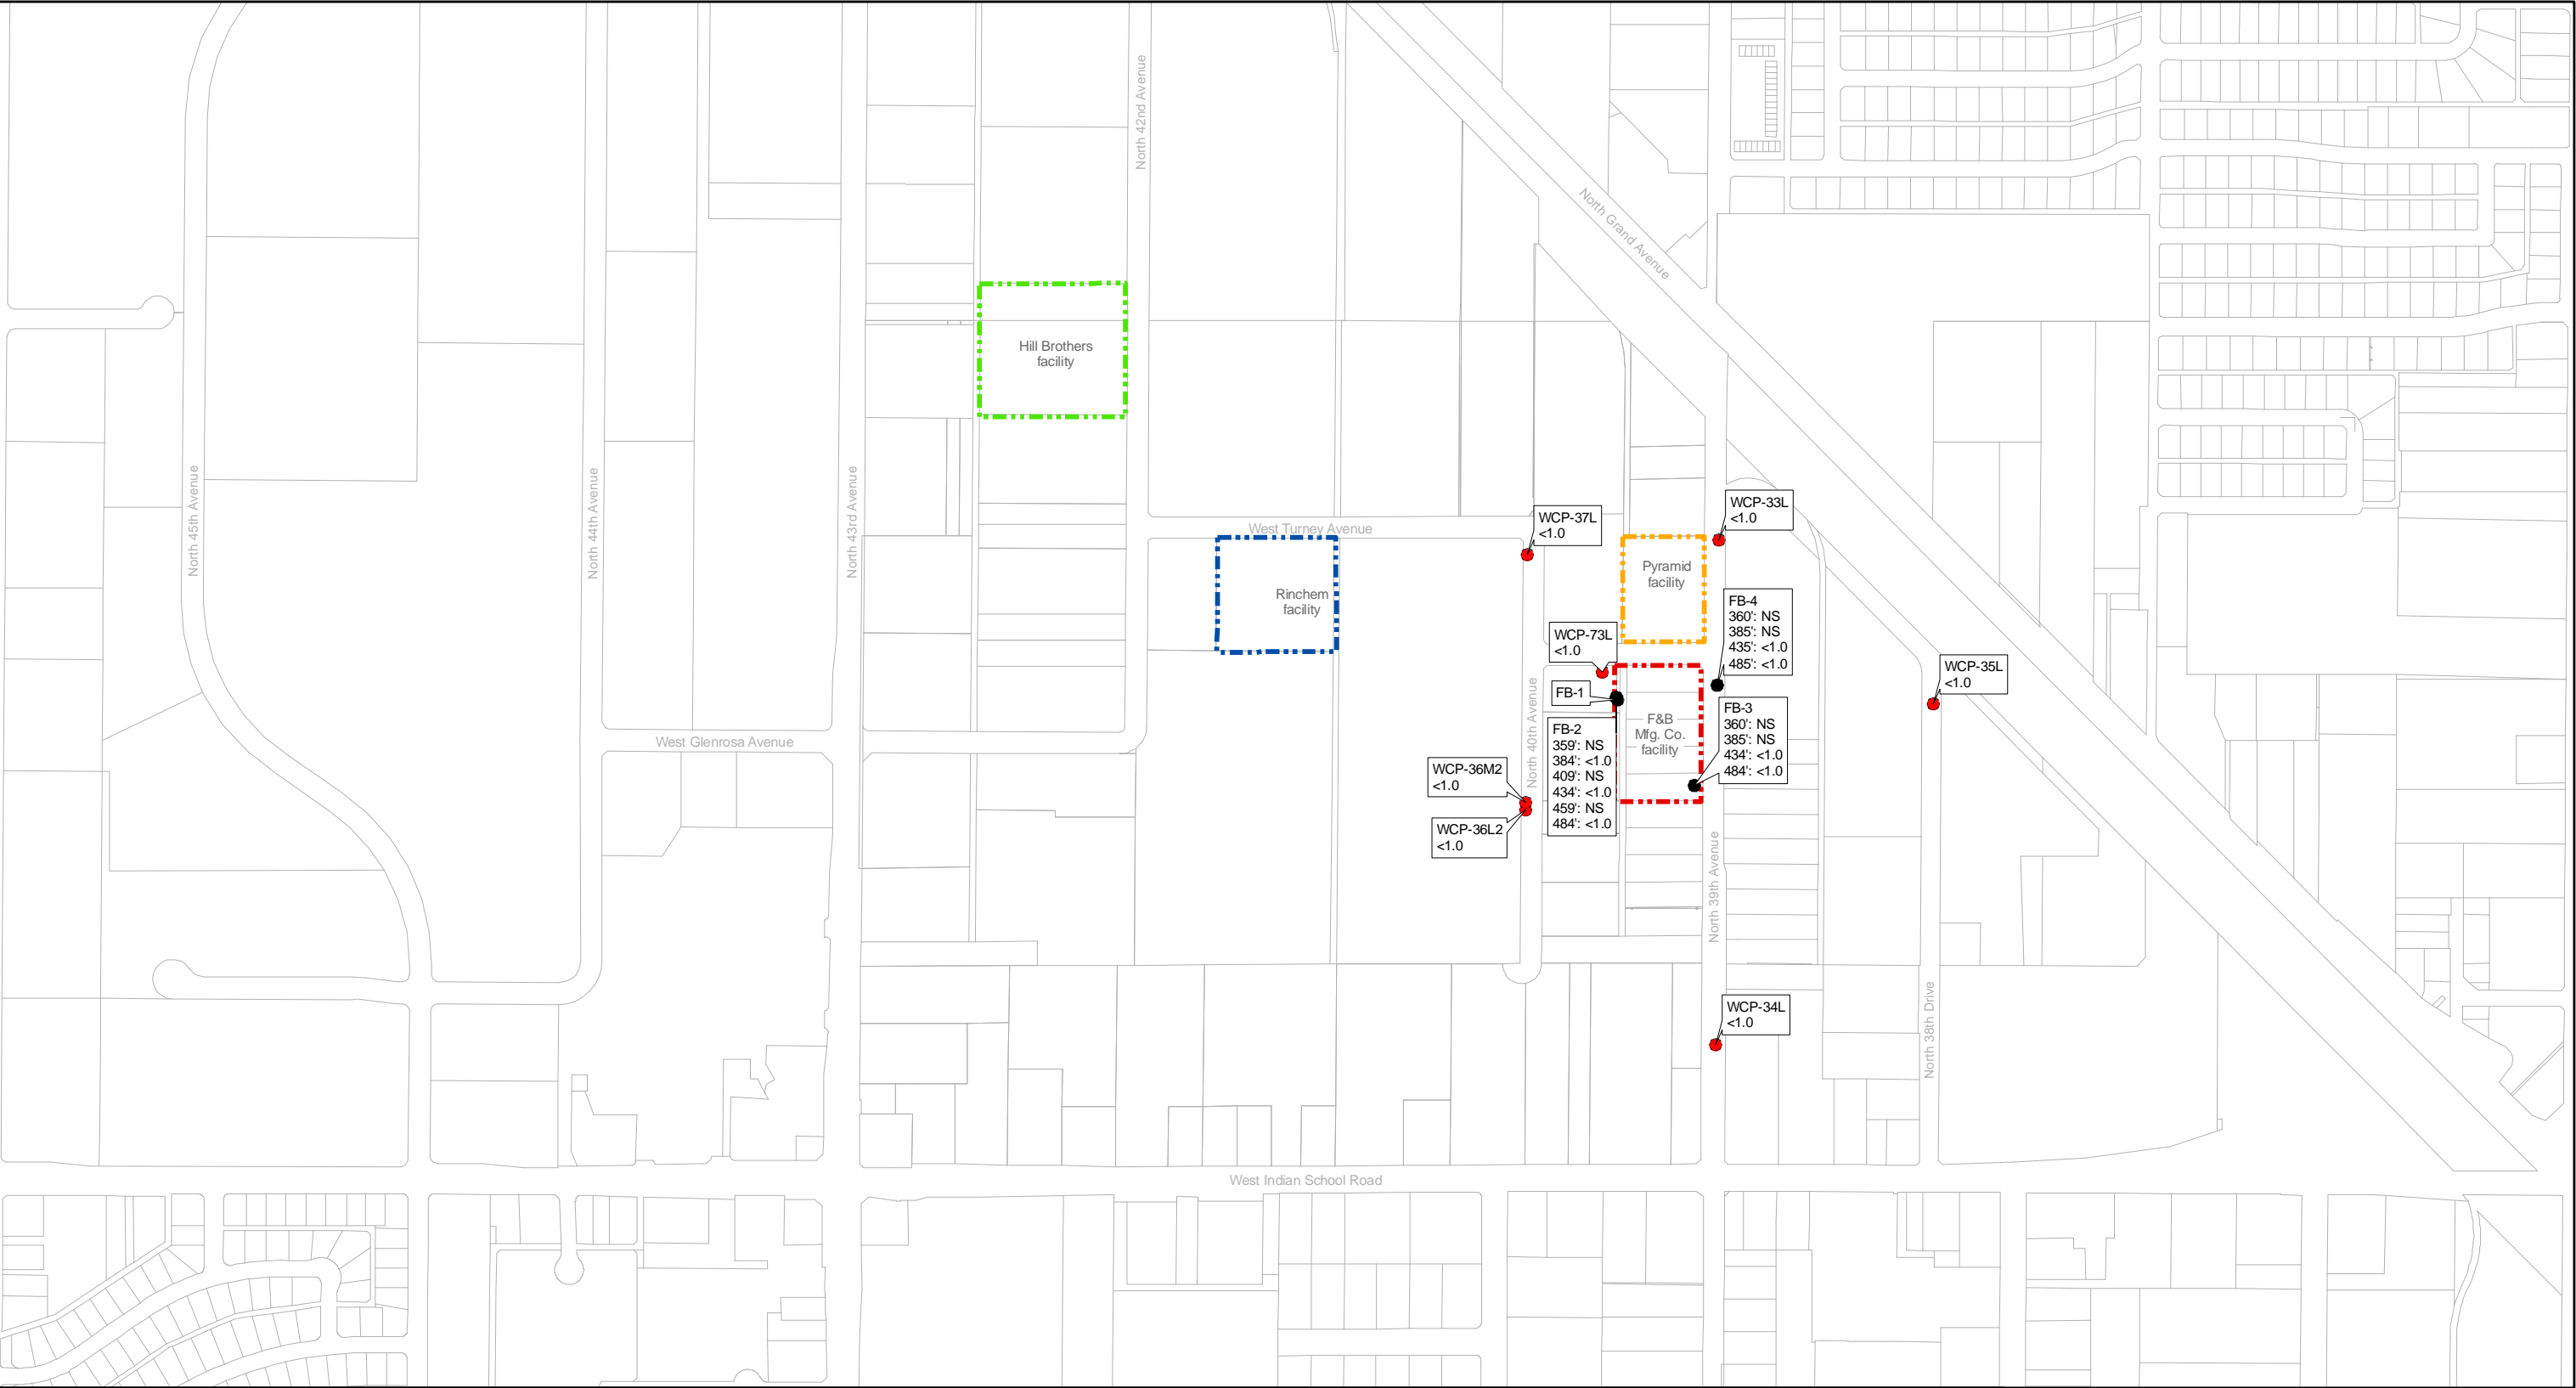 North 42nd Avenue
North Grand Avenue
Hill Brothers
facility
North 45th Avenue
North 44th Avenue
North 43rd Avenue
West Turney Avenue
WCP-37L
<1.0
WCP-33L
<1.0
Pyramid
facility
Rinchem
facility
FB-4
360': NS
385': NS
435': <1.0
485': <1.0
WCP-73L
<1.0
WCP-35L
<1.0
FB-1
North 40th Avenue
F&B
Mfg. Co.
facility
FB-3
360': NS
385': NS
434': <1.0
484': <1.0
FB-2
359': NS
384': <1.0
409': NS
434': <1.0
459': NS
484': <1.0
West Glenrosa Avenue
WCP-36M2
<1.0
WCP-36L2
<1.0
North 39th Avenue
WCP-34L
<1.0
North 38th Drive
West Indian School Road